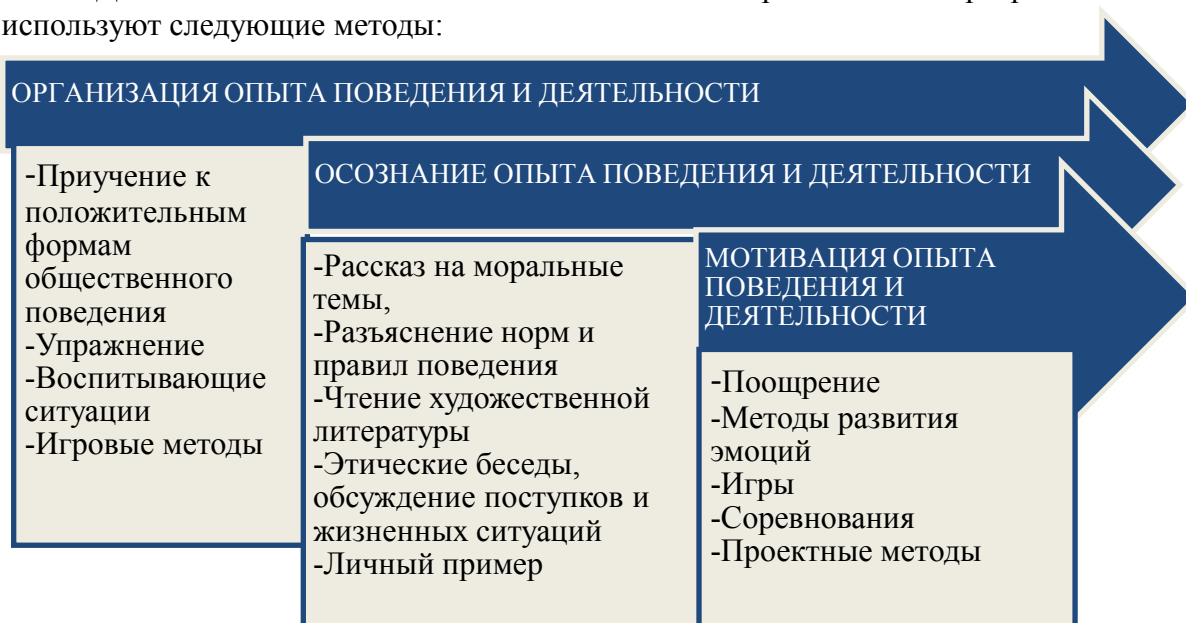 используют следующие методы:
ОРГАНИЗАЦИЯ ОПЫТА ПОВЕДЕНИЯ И ДЕЯТЕЛЬНОСТИ
-Приучение к
положительным
формам
общественного
поведения
-Упражнение
-Воспитывающие
ситуации
-Игровые методы
ОСОЗНАНИЕ ОПЫТА ПОВЕДЕНИЯ И ДЕЯТЕЛЬНОСТИ
-Рассказ на моральные
темы,
-Разъяснение норм и
правил поведения
-Чтение художественной
литературы
-Этические беседы,
обсуждение поступков и
жизненных ситуаций
-Личный пример
МОТИВАЦИЯ ОПЫТА
ПОВЕДЕНИЯ И
ДЕЯТЕЛЬНОСТИ
-Поощрение
-Методы развития
эмоций
-Игры
-Соревнования
-Проектные методы